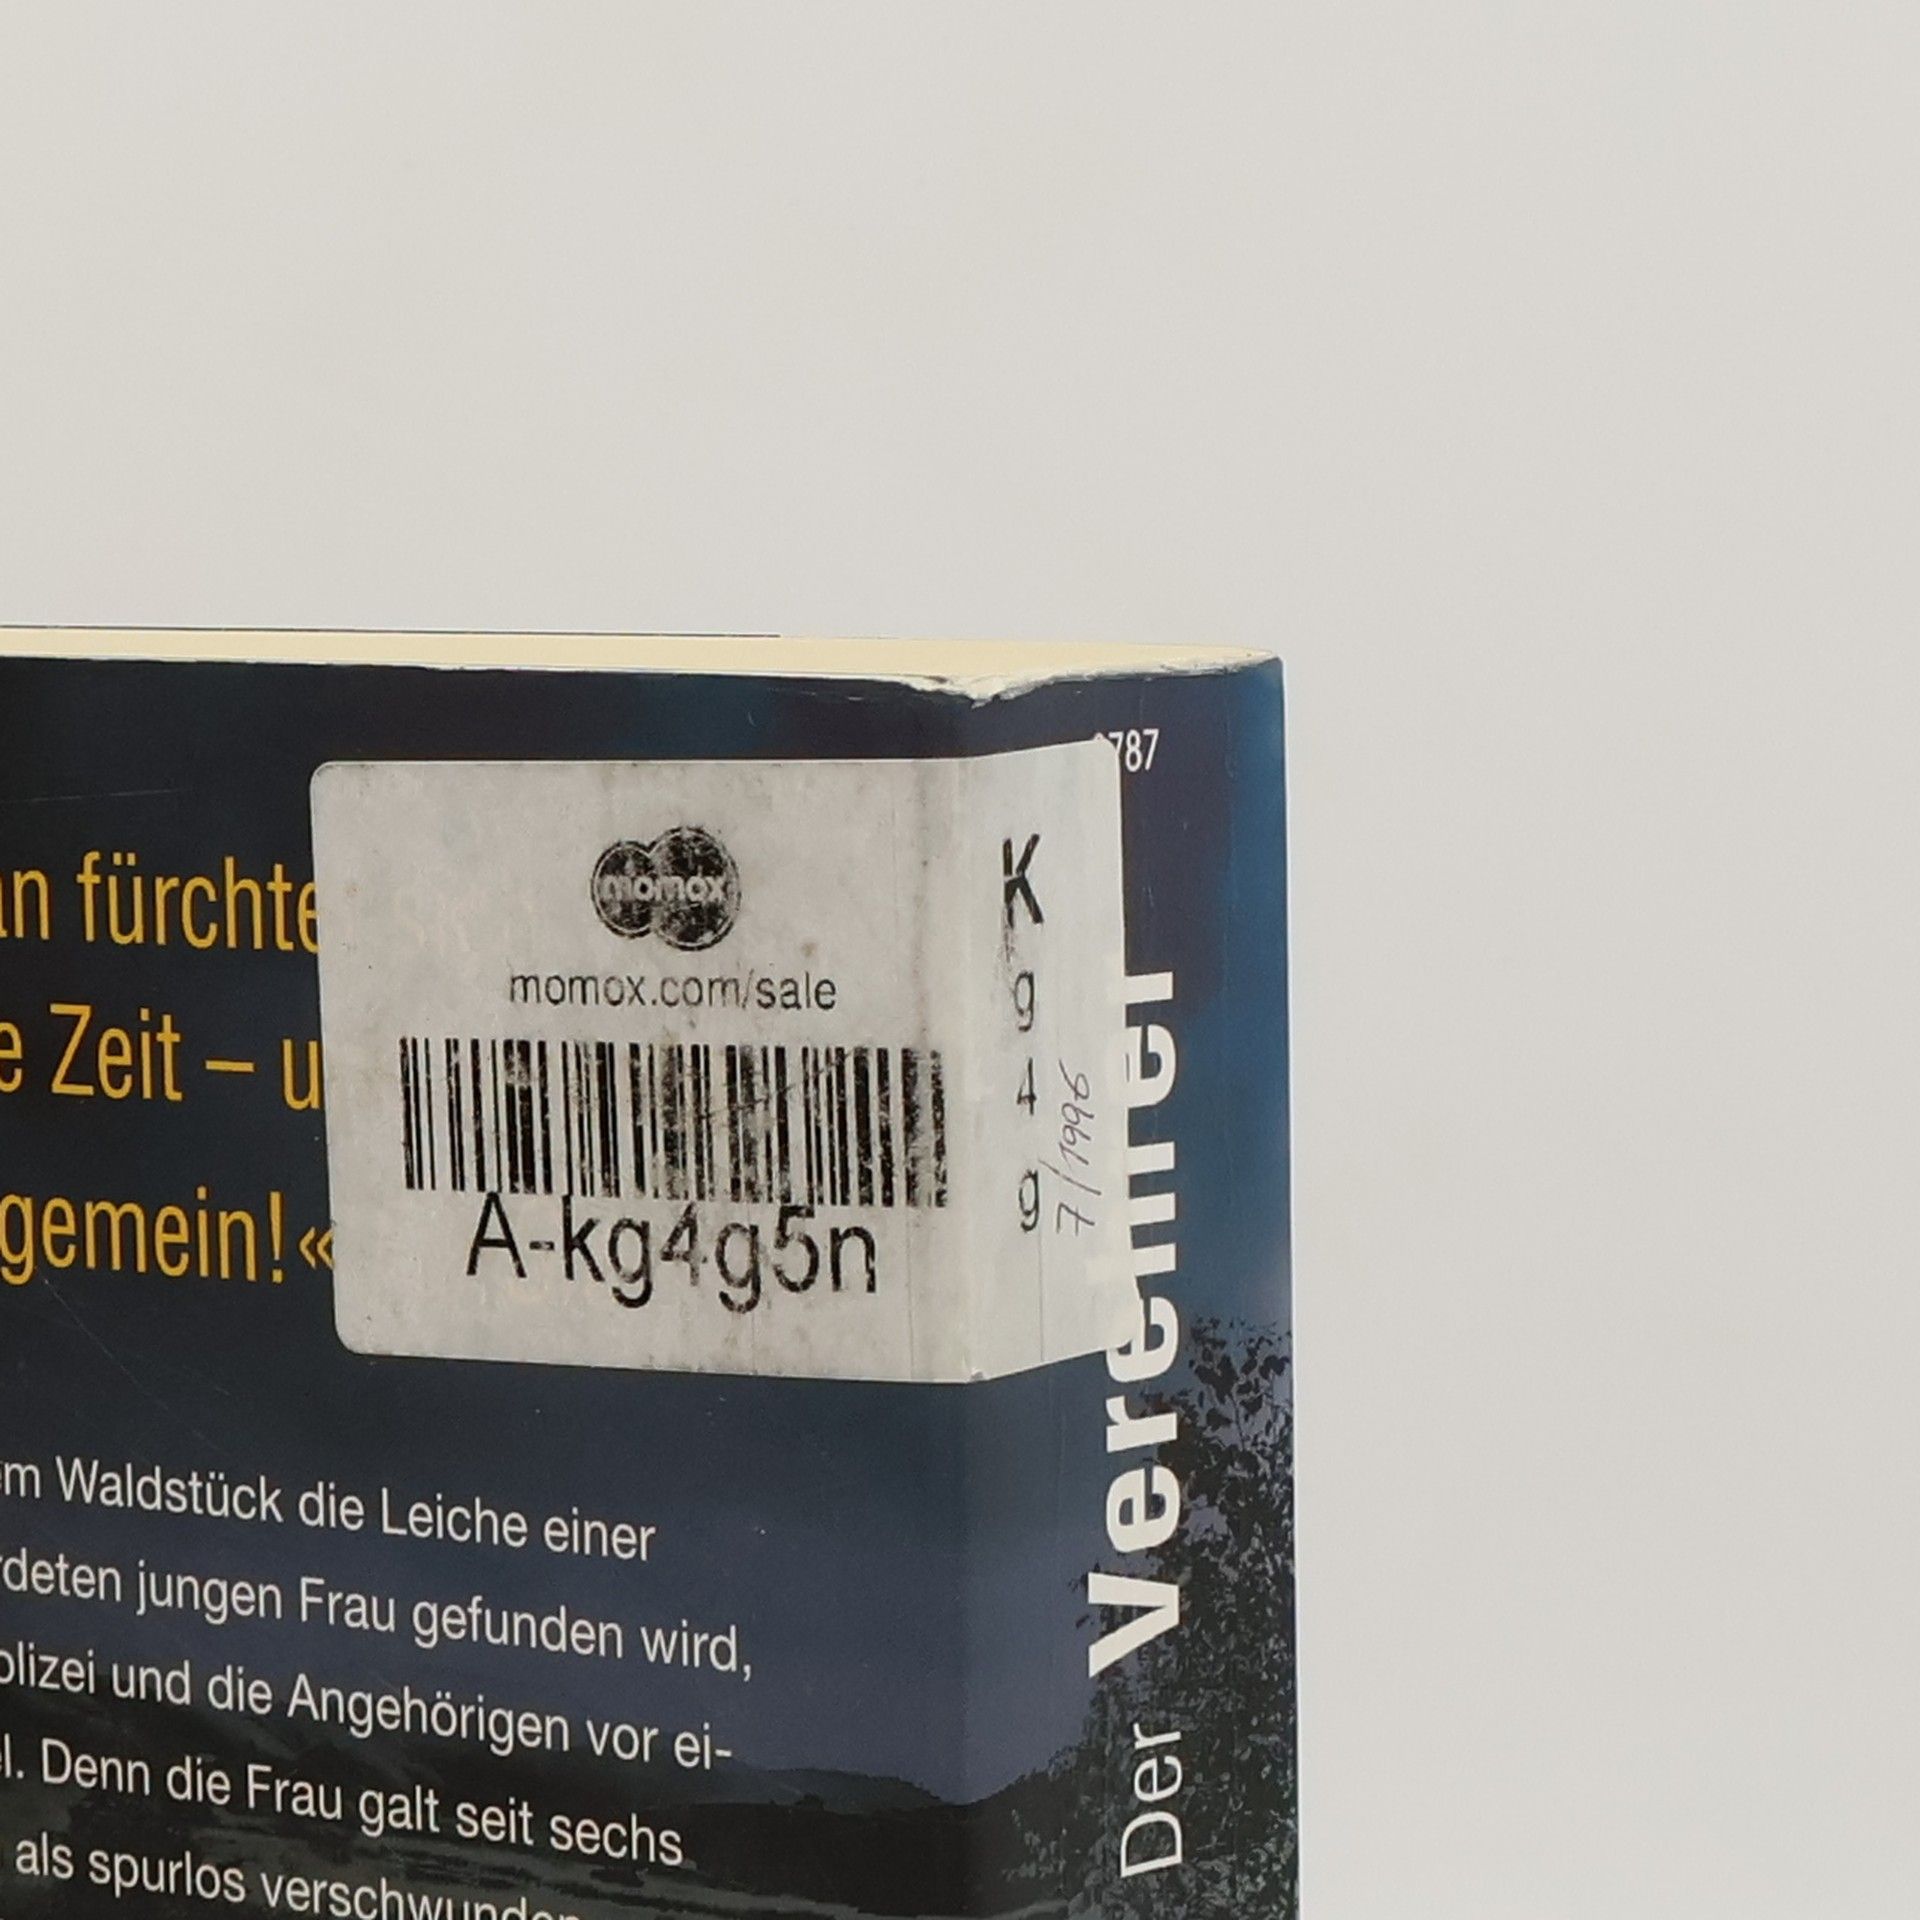 787
momox
momox.com/sale
A-kg4g5n
K
g
4
g
7/1996
Der Verehrer
an fürchte
e Zeit – u
gemein!«
m Waldstück die Leiche einer
deten jungen Frau gefunden wird,
olizei und die Angehörigen vor ei-
l. Denn die Frau galt seit sechs
als spurlos verschwunden